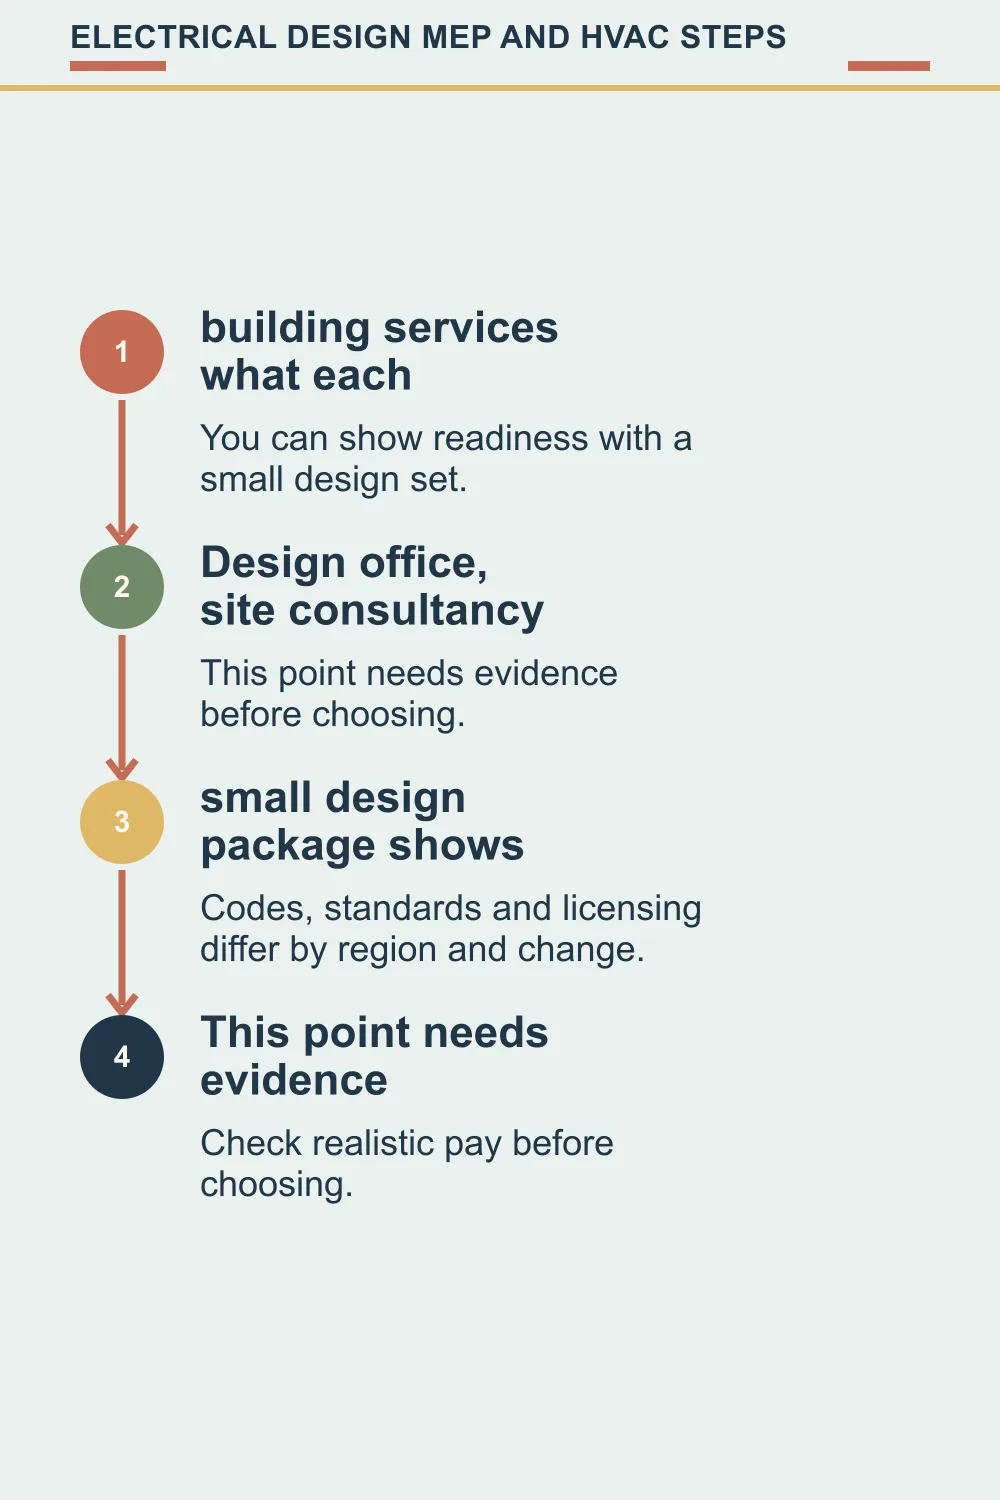 ELECTRICAL DESIGN MEP AND HVAC STEPS
1
building services
what each
You can show readiness with a
small design set.
2
Design office,
site consultancy
This point needs evidence
before choosing.
3
small design
package shows
Codes, standards and licensing
differ by region and change.
4
This point needs
evidence
Check realistic pay before
choosing.